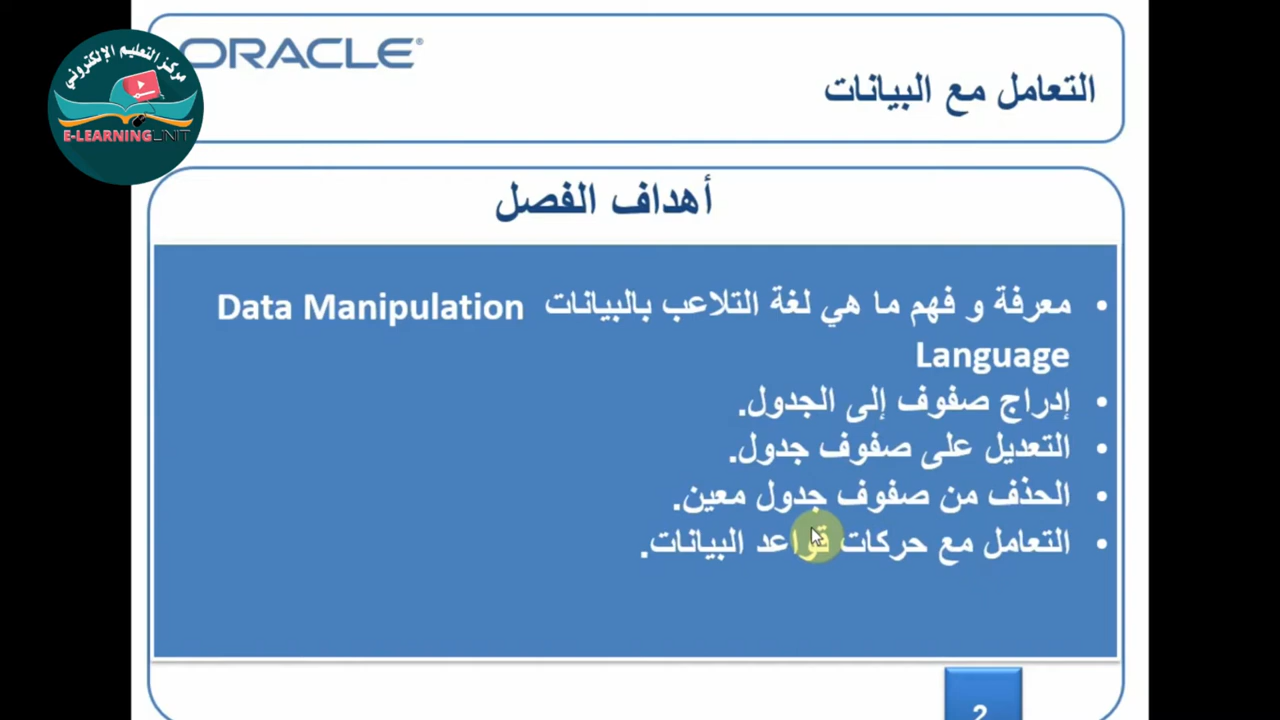 مركز التعليم الإلكتروني
E-LEARNING UNIT
ORACLE®
التعامل مع البيانات
أهداف الفصل
• معرفة و فهم ما هي لغة التلاعب بالبيانات Data Manipulation
Language
• إدراج صفوف إلى الجدول.
• التعديل على صفوف جدول.
• الحذف من صفوف جدول معين.
• التعامل مع حركات قواعد البيانات.
2